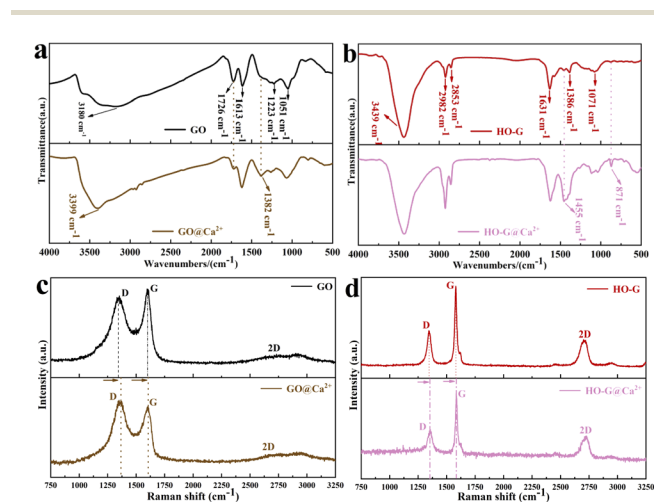 a
3180 cm⁻¹
1726 cm⁻¹
1613 cm⁻¹
1223 cm⁻¹
1051 cm⁻¹
GO
Transmittance(a.u.)
3399 cm⁻¹
1382 cm⁻¹
GO@Ca²⁺
4000 3500 3000 2500 2000 1500 1000 500
Wavenumbers/(cm⁻¹)
b
3439 cm⁻¹
2982 cm⁻¹
2853 cm⁻¹
1631 cm⁻¹
1386 cm⁻¹
1071 cm⁻¹
HO-G
Transmittance(a.u.)
1455 cm⁻¹
871 cm⁻¹
HO-G@Ca²⁺
4000 3500 3000 2500 2000 1500 1000 500
Wavenumbers/(cm⁻¹)
c
D
G
2D
GO
Intensity (a.u.)
D
G
2D
GO@Ca²⁺
750 1000 1250 1500 1750 2000 2250 2500 2750 3000 3250
Raman shift (cm⁻¹)
d
D
G
2D
HO-G
Intensity (a.u.)
D
G
2D
HO-G@Ca²⁺
750 1000 1250 1500 1750 2000 2250 2500 2750 3000 3250
Raman shift (cm⁻¹)